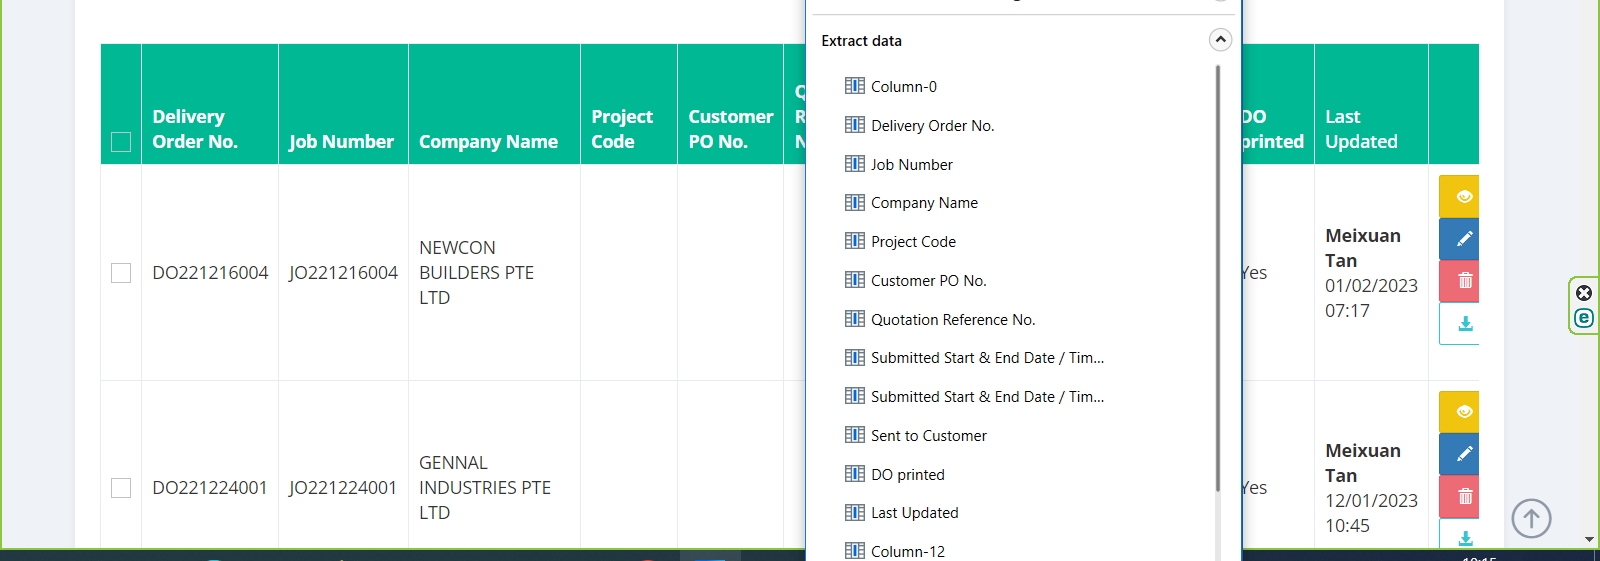 Delivery
Order No.
Job Number
Company Name
Project
Code
Customer
PO No.
Q
R
N
DO
printed
Last
Updated
DO221216004
JO221216004
NEWCON
BUILDERS PTE
LTD
Yes
Meixuan
Tan
01/02/2023
07:17
DO221224001
JO221224001
GENNAL
INDUSTRIES PTE
LTD
Yes
Meixuan
Tan
12/01/2023
10:45
Extract data
Column-0
Delivery Order No.
Job Number
Company Name
Project Code
Customer PO No.
Quotation Reference No.
Submitted Start & End Date / Tim...
Submitted Start & End Date / Tim...
Sent to Customer
DO printed
Last Updated
Column-12